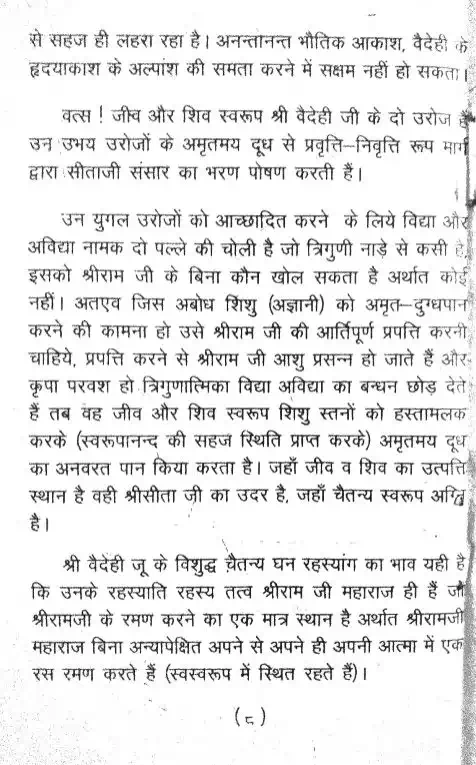 से सहज ही लहरा रहा है। अनन्तानन्त भौतिक आकाश, वैदेही के
हृदयाकाश के अल्पांश की समता करने में सक्षम नहीं हो सकता।
वत्स ! जीव और शिव स्वरूप श्री वैदेही जी के दो उरोज हैं
उन उभय उरोजों के अमृतमय दूध से प्रवृत्ति–निवृत्ति रूप मार्ग
द्वारा सीताजी संसार का भरण पोषण करती हैं।
उन युगल उरोजों को आच्छादित करने के लिये विद्या और
अविद्या नामक दो पल्ले की चोली है जो त्रिगुणी नाड़े से कसी है,
इसको श्रीराम जी के बिना कौन खोल सकता है अर्थात कोई
नहीं। अतएव जिस अबोध शिशु (अज्ञानी) को अमृत–दुग्धपान
करने की कामना हो उसे श्रीराम जी की आर्तिपूर्ण प्रपत्ति करनी
चाहिये, प्रपत्ति करने से श्रीराम जी आशु प्रसन्न हो जाते हैं और
कृपा परवश हो त्रिगुणात्मिका विद्या अविद्या का बन्धन छोड़ देते
हैं तब वह जीव और शिव स्वरूप शिशु स्तनों को हस्तामलक
करके (स्वरूपानन्द की सहज स्थिति प्राप्त करके) अमृतमय दूध
का अनवरत पान किया करता है। जहाँ जीव व शिव का उत्पत्ति
स्थान है वही श्रीसीता जी का उदर है, जहाँ चैतन्य स्वरूप अग्नि
है।
श्री वैदेही जू के विशुद्ध चैतन्य घन रहस्यांग का भाव यही है
कि उनके रहस्याति रहस्य तत्व श्रीराम जी महाराज ही हैं जो
श्रीरामजी के रमण करने का एक मात्र स्थान है अर्थात श्रीरामजी
महाराज बिना अन्यापेक्षित अपने से अपने ही अपनी आत्मा में एक
रस रमण करते हैं (स्वस्वरूप में स्थित रहते हैं)।
(८)